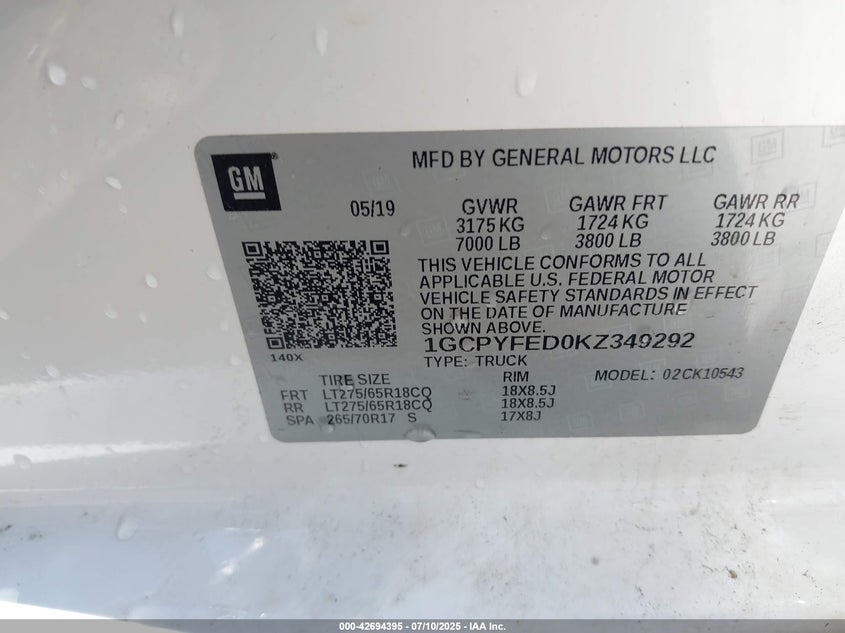 GM
MFD BY GENERAL MOTORS LLC
05/19 GVWR GAWR FRT GAWR RR
3175 KG 1724 KG 1724 KG
7000 LB 3800 LB 3800 LB
THIS VEHICLE CONFORMS TO ALL
APPLICABLE U.S. FEDERAL MOTOR
VEHICLE SAFETY STANDARDS IN EFFECT
ON THE DATE OF MANUFACTURE
SHOWN ABOVE.
1GCPYFED0KZ349292
140X
TYPE: TRUCK
TIRE SIZE RIM MODEL: 02CK10543
FRT LT275/65R18CQ 18X8.5J
RR LT275/65R18CQ 18X8.5J
SPA 265/70R17 S 17X8J
000-42694395 - 07/10/2025 - IAA Inc.